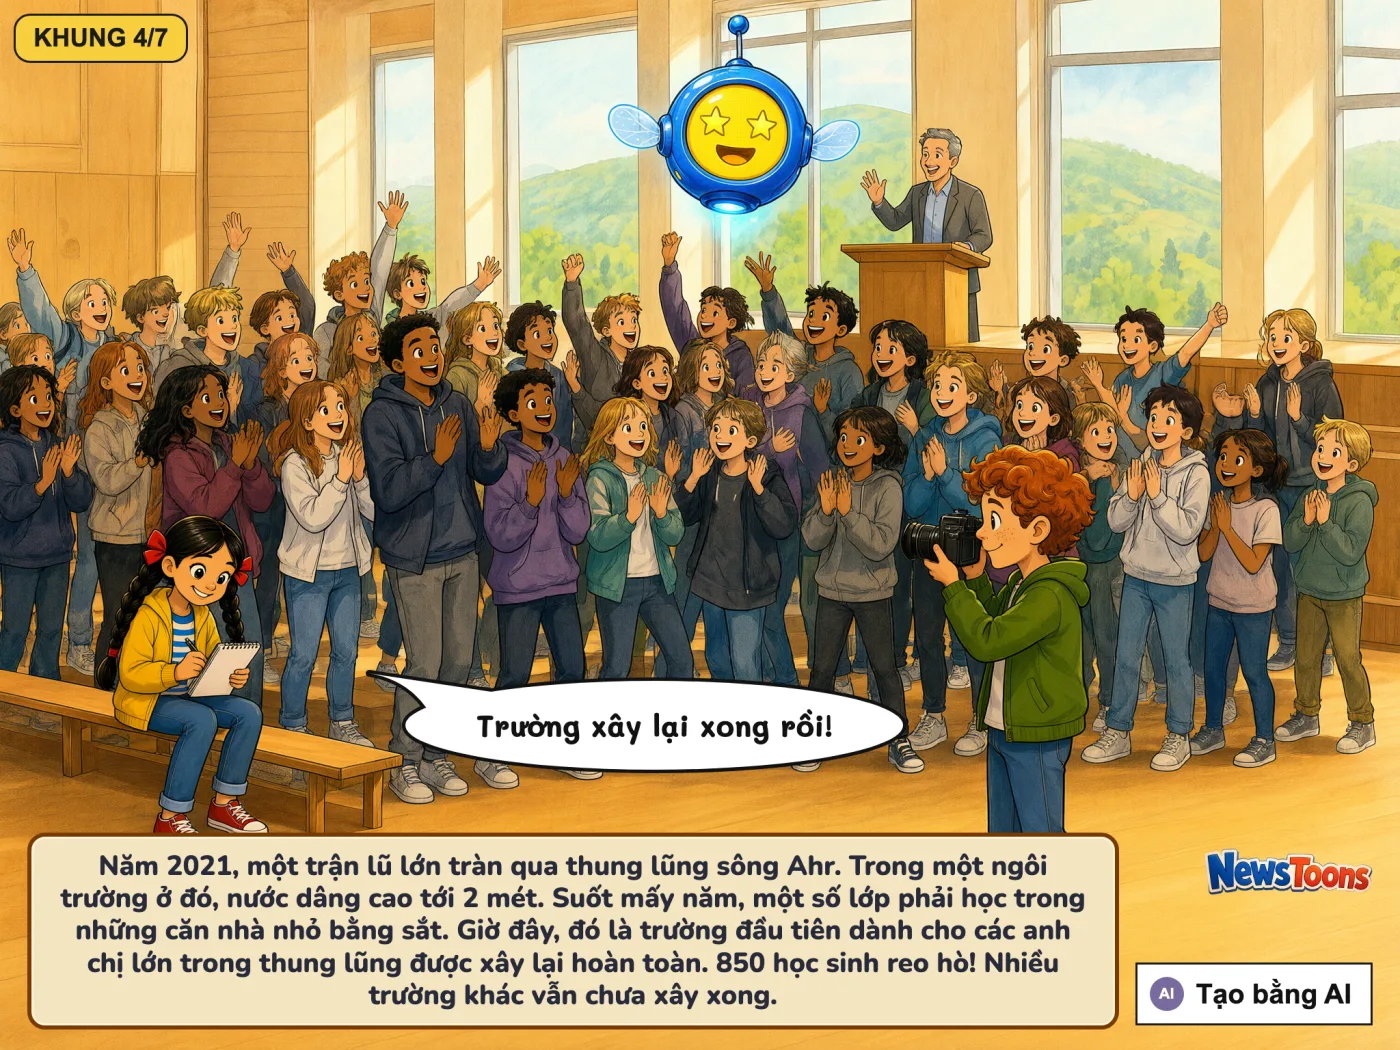 KHUNG 4/7
Trường xây lại xong rồi!
Năm 2021, một trận lũ lớn tràn qua thung lũng sông Ahr. Trong một ngôi
trường ở đó, nước dâng cao tới 2 mét. Suốt mấy năm, một số lớp phải học trong
những căn nhà nhỏ bằng sắt. Giờ đây, đó là trường đầu tiên dành cho các anh
chị lớn trong thung lũng được xây lại hoàn toàn. 850 học sinh reo hò! Nhiều
trường khác vẫn chưa xây xong.
NewsToons
AI Tạo bằng AI